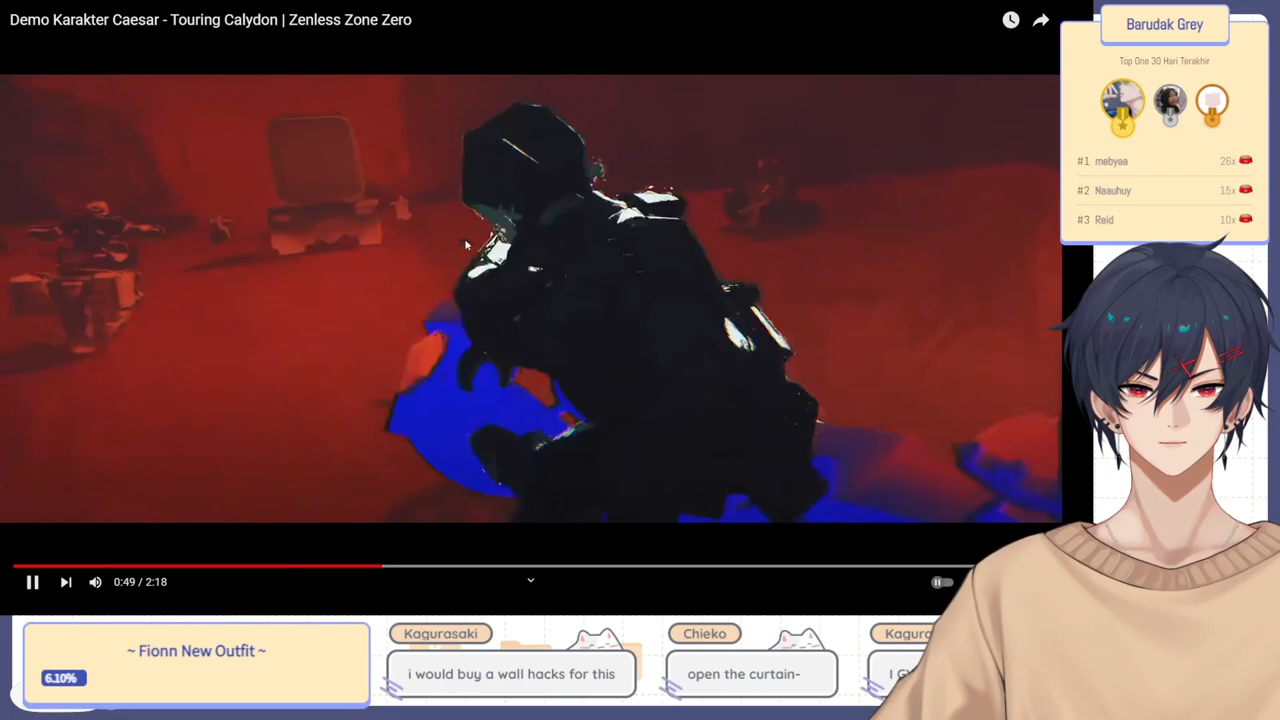 Demo Karakter Caesar - Touring Calydon | Zenless Zone Zero
Barudak Grey
Top One 30 Hari Terakhir
#1 mebyaa 26x
#2 Naauhuy 15x
#3 Reid 10x
0:49 / 2:18
~ Fionn New Outfit ~
6.10%
Kagurasaki
i would buy a wall hacks for this
Chieko
open the curtain-